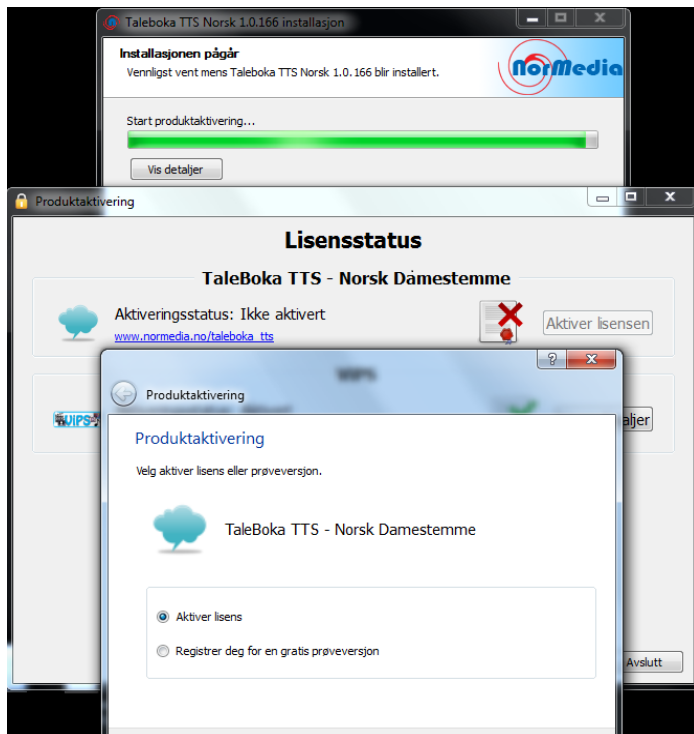 Taleboka TTS Norsk 1.0.166 installasjon
Installasjonen pågår
Vennligst vent mens Taleboka TTS Norsk 1.0.166 blir installert.
NorMedia
Start produktaktivering...
Vis detaljer
Produktaktivering
Lisensstatus
TaleBoka TTS - Norsk Damestemme
Aktiveringsstatus: Ikke aktivert
www.normedia.no/taleboka_tts
Aktiver lisensen
VIPS
VIPS
aljer
Produktaktivering
Produktaktivering
Velg aktiver lisens eller prøveversjon.
TaleBoka TTS - Norsk Damestemme
Aktiver lisens
Registrer deg for en gratis prøveversjon
Avslutt